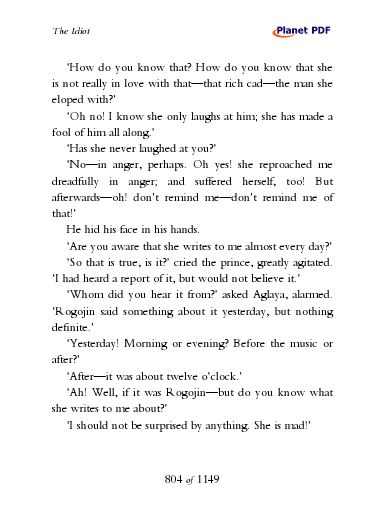 The Idiot
Planet PDF
‘How do you know that? How do you know that she
is not really in love with that—that rich cad—the man she
eloped with?’
‘Oh no! I know she only laughs at him; she has made a
fool of him all along.’
‘Has she never laughed at you?’
‘No—in anger, perhaps. Oh yes! she reproached me
dreadfully in anger; and suffered herself, too! But
afterwards—oh! don’t remind me—don’t remind me of
that!’
He hid his face in his hands.
‘Are you aware that she writes to me almost every day?’
‘So that is true, is it?’ cried the prince, greatly agitated.
‘I had heard a report of it, but would not believe it.’
‘Whom did you hear it from?’ asked Aglaya, alarmed.
‘Rogojin said something about it yesterday, but nothing
definite.’
‘Yesterday! Morning or evening? Before the music or
after?’
‘After—it was about twelve o’clock.’
‘Ah! Well, if it was Rogojin—but do you know what
she writes to me about?’
‘I should not be surprised by anything. She is mad!’
804 of 1149